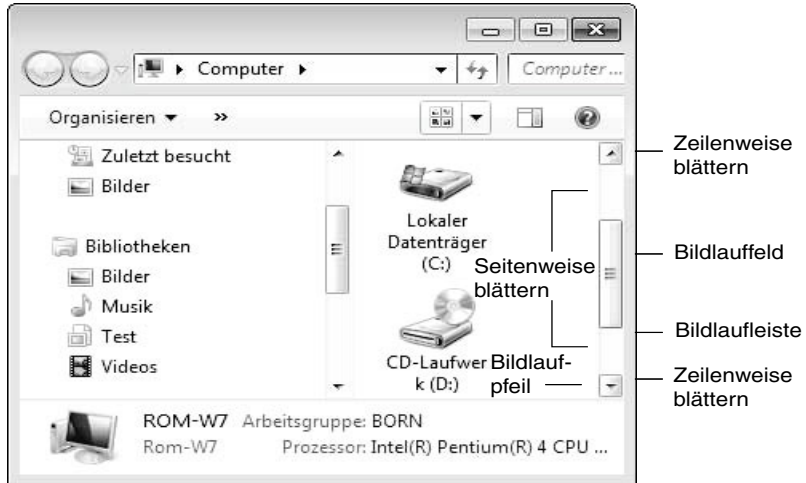 Computer
Computer ...
Organisieren »
Zuletzt besucht
Bilder
Bibliotheken
Bilder
Musik
Test
Videos
Lokaler
Datenträger
(C:)
CD-Laufwer
k (D:)
Seitenweise
blättern
Bildlauf-
pfeil
Zeilenweise
blättern
Bildlauffeld
Bildlaufleiste
Zeilenweise
blättern
ROM-W7 Arbeitsgruppe: BORN
Rom-W7 Prozessor: Intel(R) Pentium(R) 4 CPU ...